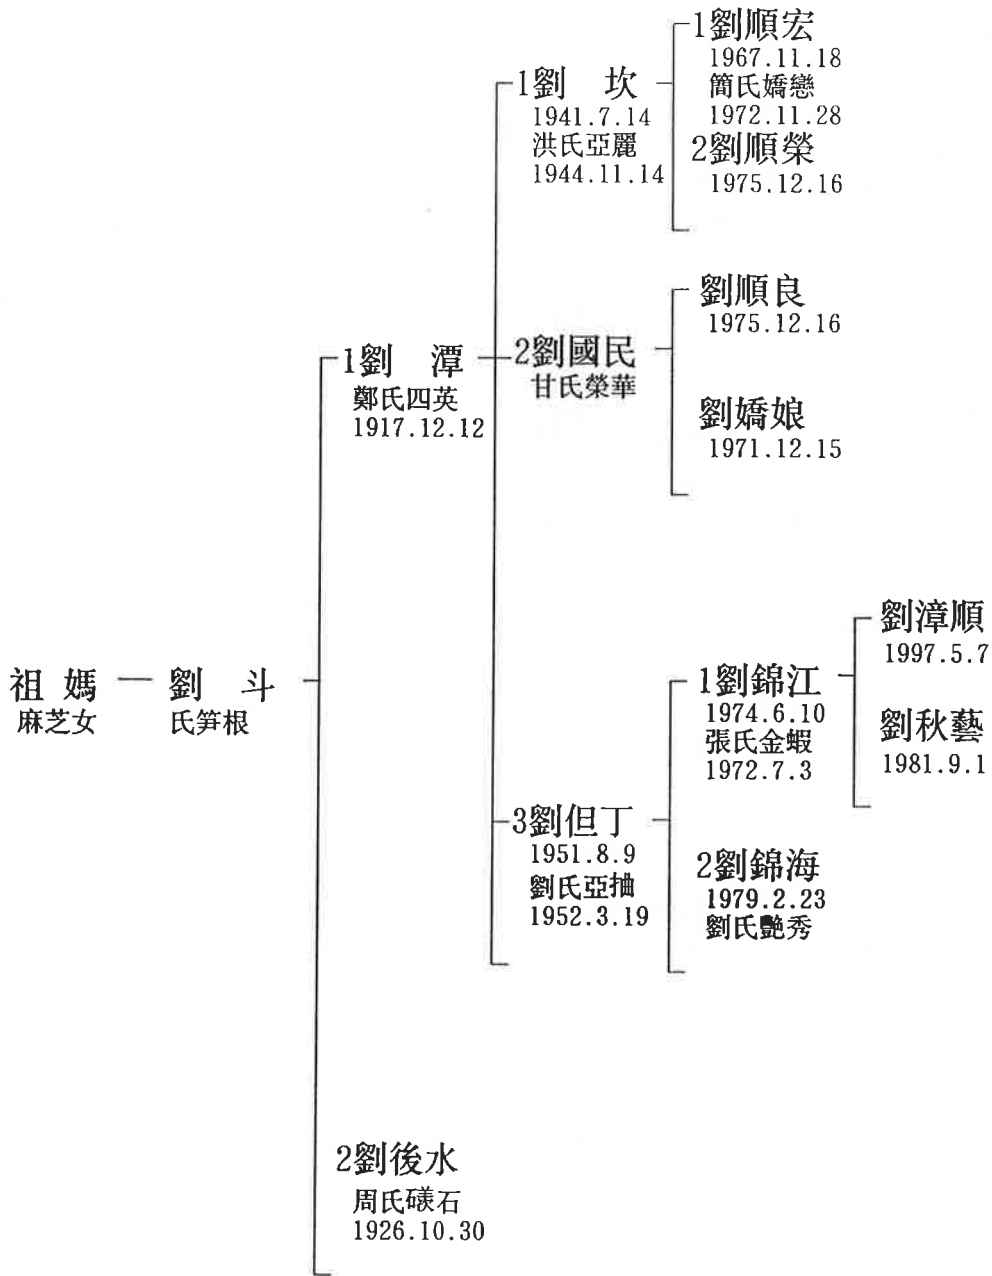 祖媽
麻芝女
劉 斗
氏笋根
1劉 潭
鄭氏四英
1917.12.12
1劉 坎
1941.7.14
洪氏亞麗
1944.11.14
1劉順宏
1967.11.18
簡氏嬌戀
1972.11.28
2劉順榮
1975.12.16
2劉國民
甘氏榮華
劉順良
1975.12.16
劉嬌娘
1971.12.15
3劉但丁
1951.8.9
劉氏亞抽
1952.3.19
1劉錦江
1974.6.10
張氏金蝦
1972.7.3
劉漳順
1997.5.7
劉秋藝
1981.9.1
2劉錦海
1979.2.23
劉氏艷秀
2劉後水
周氏石
1926.10.30